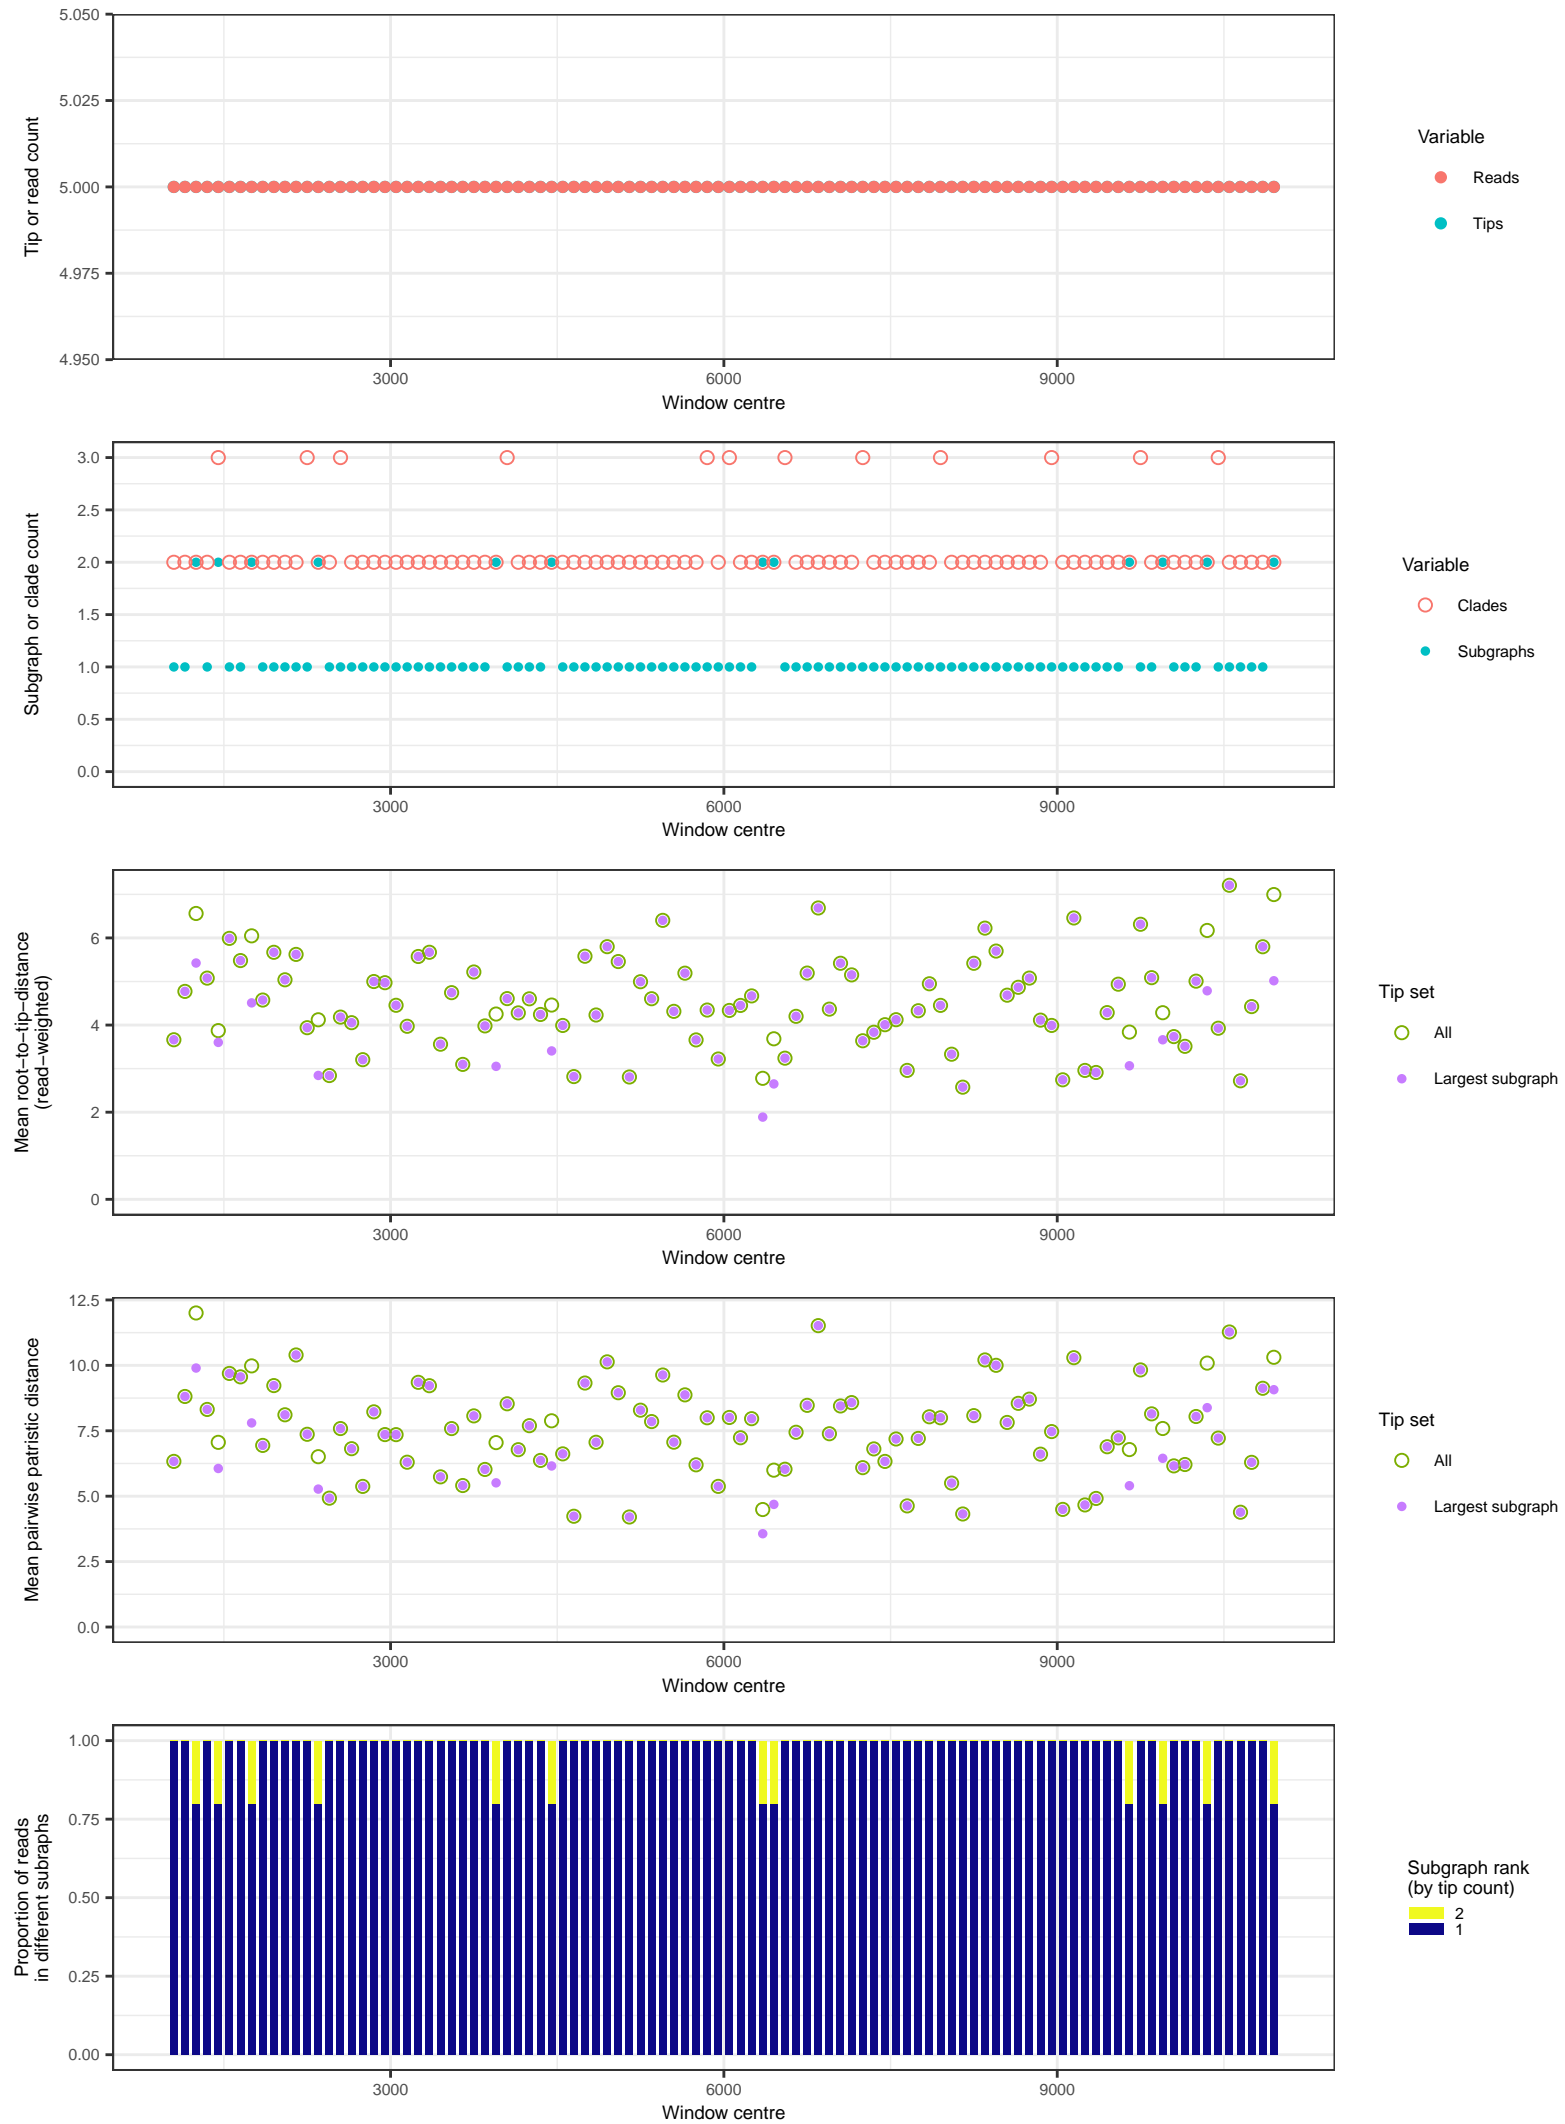 5.050
5.025
5.000
4.975
4.950
Tip or read count
3000 6000 9000
Window centre
Variable
Reads
Tips
3.0
2.5
2.0
1.5
1.0
0.5
0.0
Subgraph or clade count
3000 6000 9000
Window centre
Variable
Clades
Subgraphs
6
4
2
0
Mean root−to−tip−distance
(read−weighted)
3000 6000 9000
Window centre
Tip set
All
Largest subgraph
12.5
10.0
7.5
5.0
2.5
0.0
Mean pairwise patristic distance
3000 6000 9000
Window centre
Tip set
All
Largest subgraph
1.00
0.75
0.50
0.25
0.00
Proportion of reads
in different subraphs
3000 6000 9000
Window centre
Subgraph rank
(by tip count)
2
1